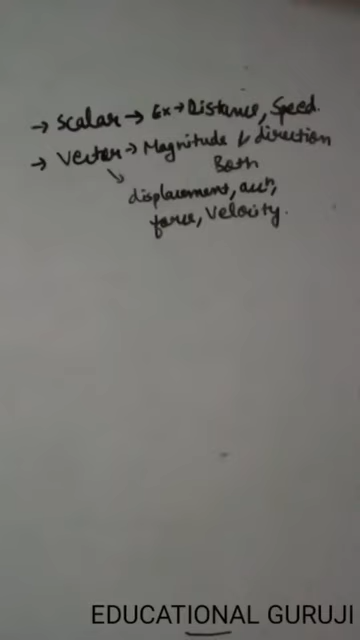 → Scalar → Ex → Distance, Speed.
→ Vector → Magnitude & direction
Both
↘ displacement, accn,
force, Velocity.
EDUCATIONAL GURUJI